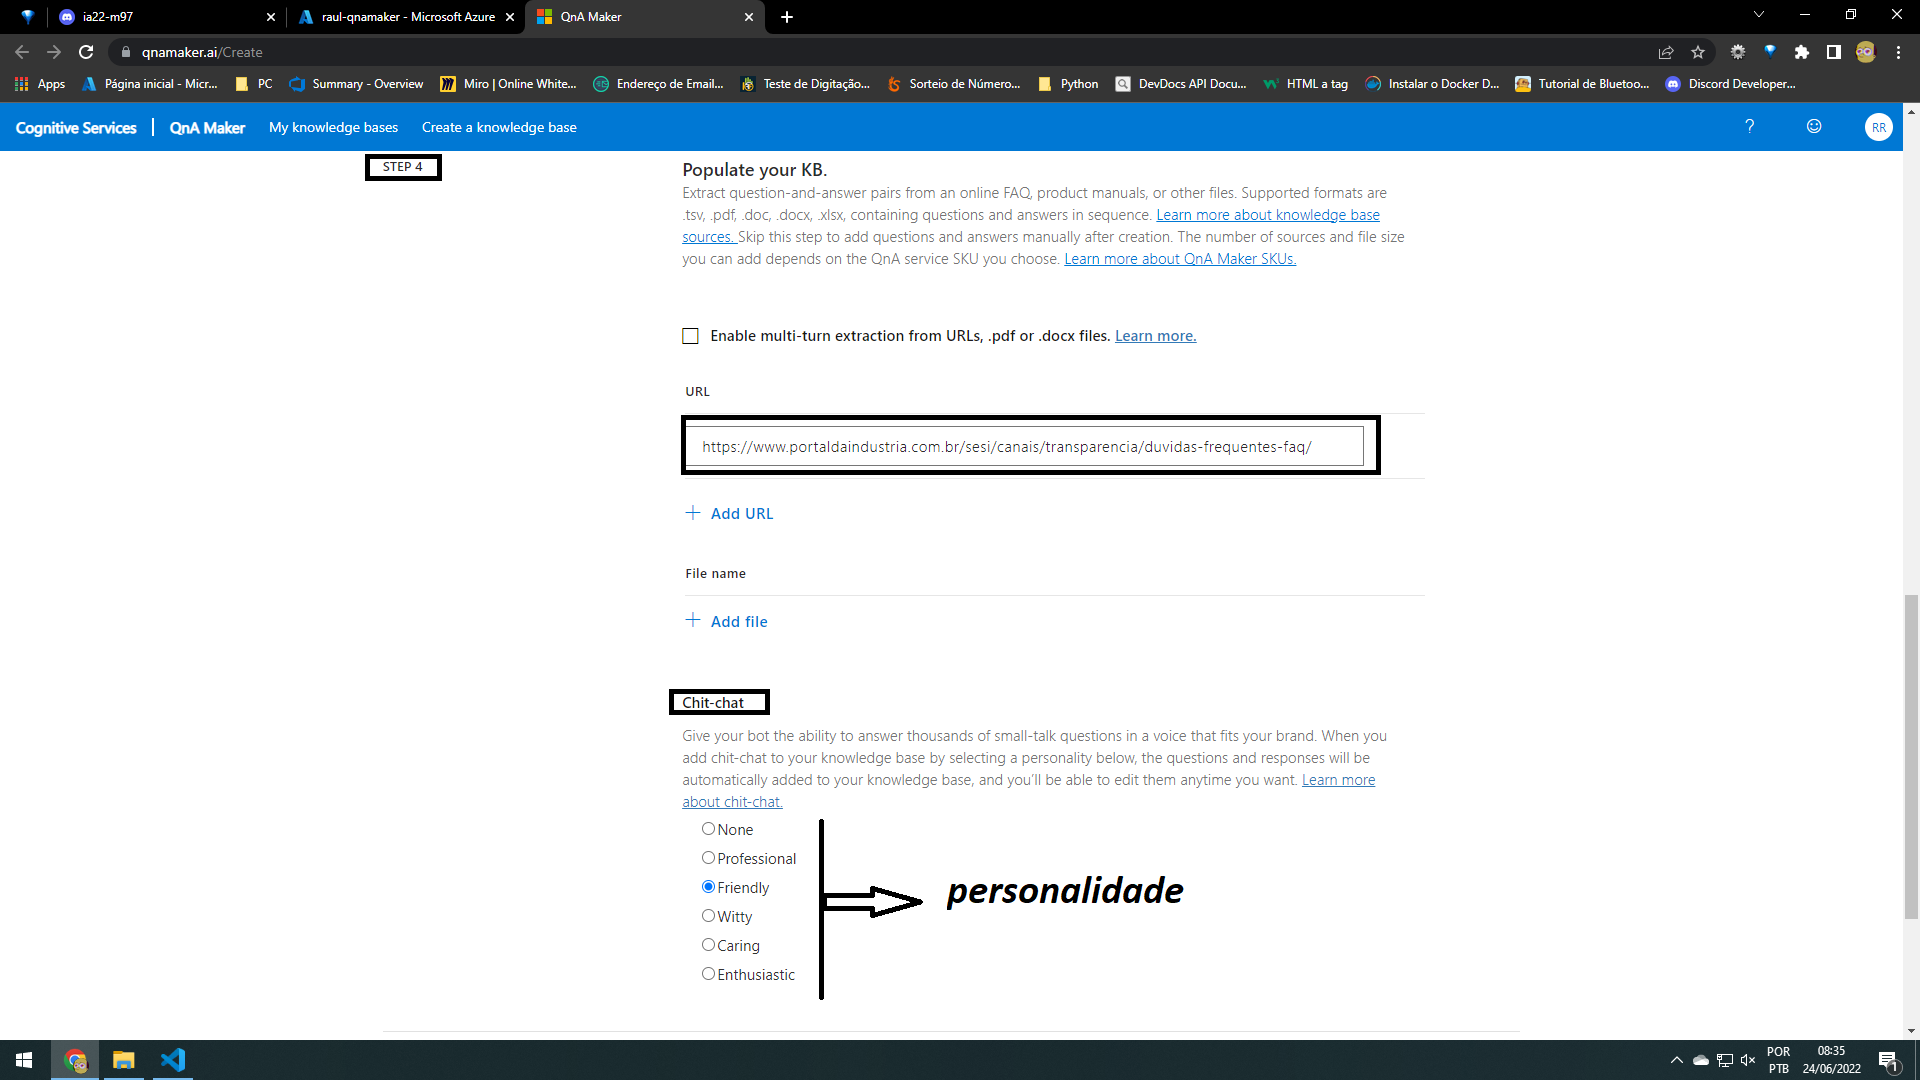 ia22-m97
raul-qnamaker - Microsoft Azure
QnA Maker
qnamaker.ai/Create
Apps
Página inicial - Micr...
PC
Summary - Overview
Miro | Online White...
Endereço de Email...
Teste de Digitação...
Sorteio de Número...
Python
DevDocs API Docu...
HTML a tag
Instalar o Docker D...
Tutorial de Bluetoo...
Discord Developer...
Cognitive Services
QnA Maker
My knowledge bases
Create a knowledge base
?
RR
STEP 4
Populate your KB.
Extract question-and-answer pairs from an online FAQ, product manuals, or other files. Supported formats are
.tsv, .pdf, .doc, .docx, .xlsx, containing questions and answers in sequence. Learn more about knowledge base
sources. Skip this step to add questions and answers manually after creation. The number of sources and file size
you can add depends on the QnA service SKU you choose. Learn more about QnA Maker SKUs.
Enable multi-turn extraction from URLs, .pdf or .docx files. Learn more.
URL
https://www.portaldaindustria.com.br/sesi/canais/transparencia/duvidas-frequentes-faq/
+ Add URL
File name
+ Add file
Chit-chat
Give your bot the ability to answer thousands of small-talk questions in a voice that fits your brand. When you
add chit-chat to your knowledge base by selecting a personality below, the questions and responses will be
automatically added to your knowledge base, and you'll be able to edit them anytime you want. Learn more
about chit-chat.
None
Professional
Friendly
Witty
Caring
Enthusiastic
personalidade
POR
PTB
08:35
24/06/2022
1